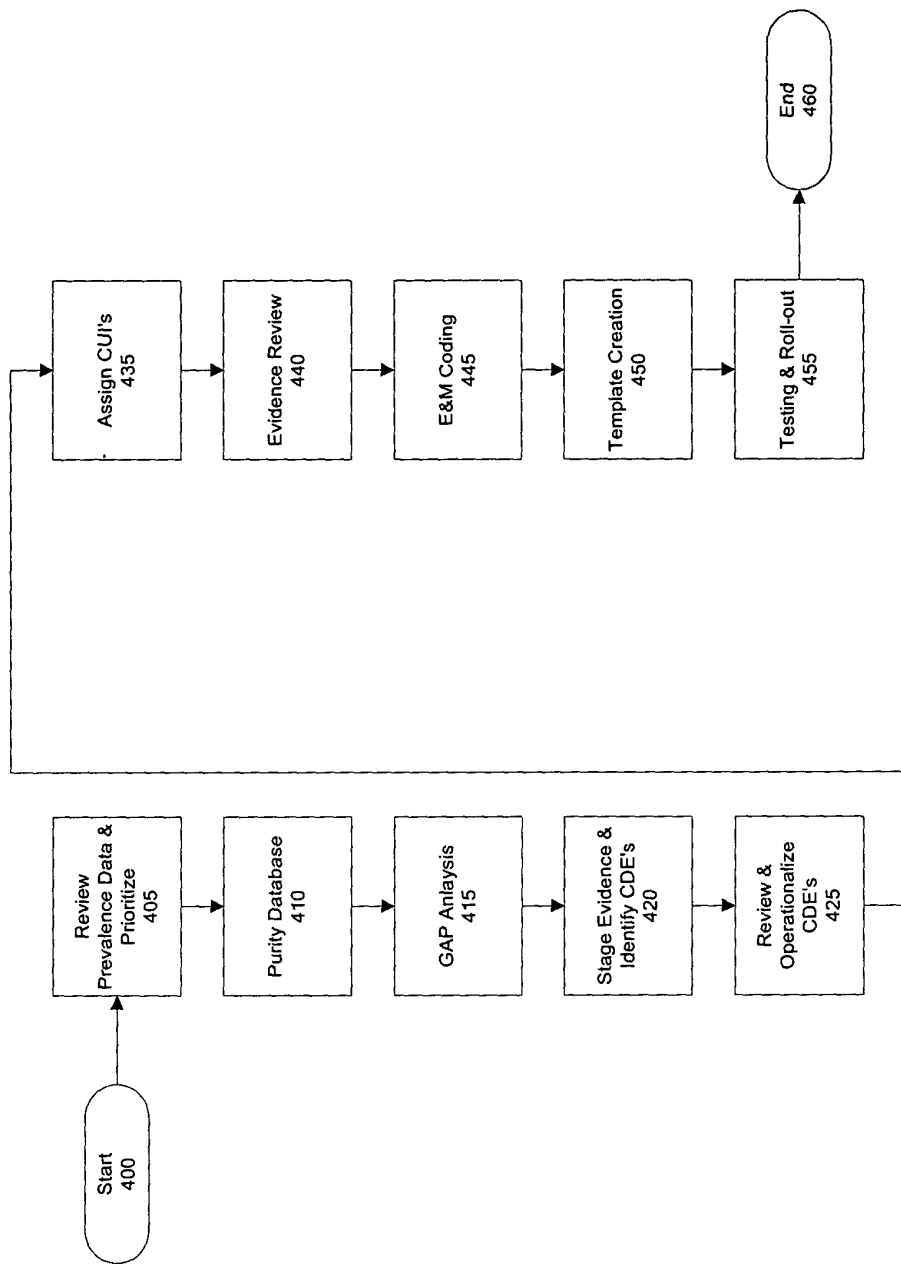 Start
400
Review
Prevalence Data &
Prioritize
405
Purity Database
410
GAP Anlaysis
415
Stage Evidence &
Identify CDE's
420
Review &
Operationalize
CDE's
425
Assign CUI's
435
Evidence Review
440
E&M Coding
445
Template Creation
450
Testing & Roll-out
455
End
460